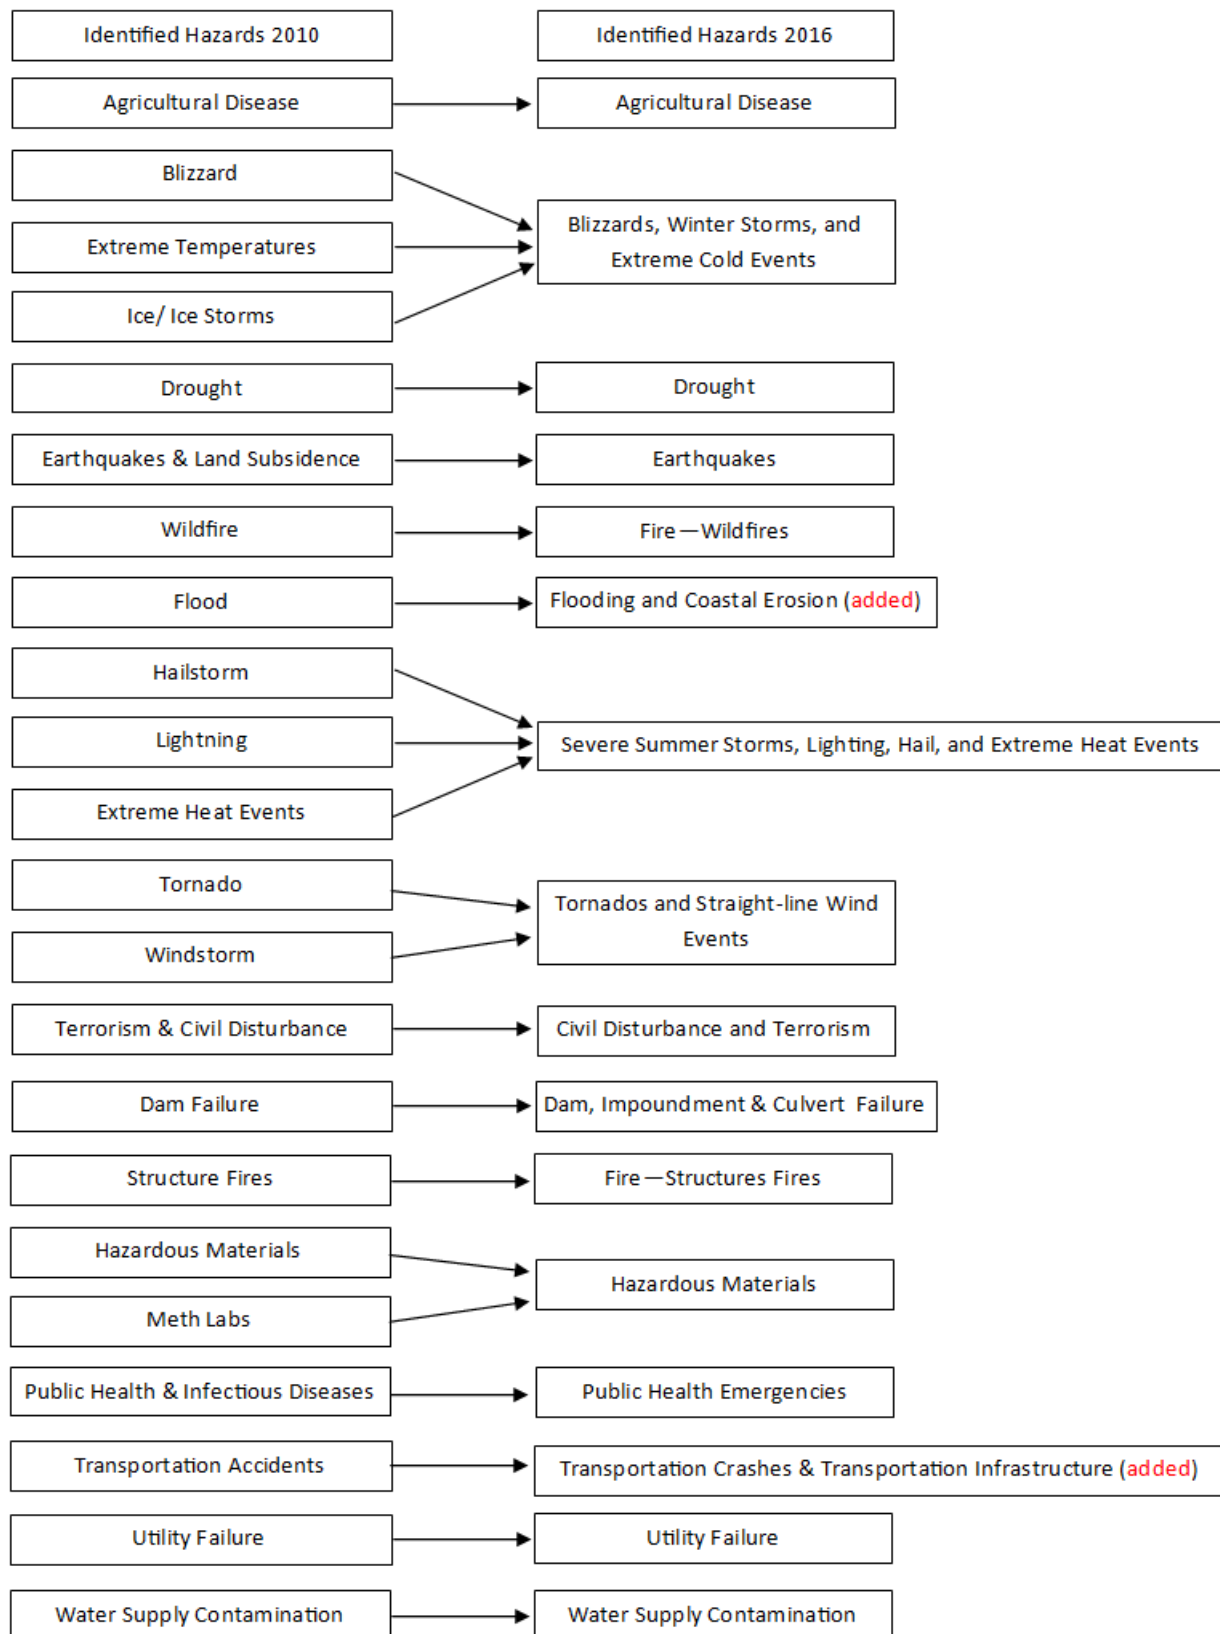 Identified Hazards 2010
Identified Hazards 2016
Agricultural Disease
Agricultural Disease
Blizzard
Extreme Temperatures
Ice/ Ice Storms
Blizzards, Winter Storms, and
Extreme Cold Events
Drought
Drought
Earthquakes & Land Subsidence
Earthquakes
Wildfire
Fire—Wildfires
Flood
Flooding and Coastal Erosion (added)
Hailstorm
Lightning
Extreme Heat Events
Severe Summer Storms, Lighting, Hail, and Extreme Heat Events
Tornado
Windstorm
Tornados and Straight-line Wind
Events
Terrorism & Civil Disturbance
Civil Disturbance and Terrorism
Dam Failure
Dam, Impoundment & Culvert Failure
Structure Fires
Fire—Structures Fires
Hazardous Materials
Meth Labs
Hazardous Materials
Public Health & Infectious Diseases
Public Health Emergencies
Transportation Accidents
Transportation Crashes & Transportation Infrastructure (added)
Utility Failure
Utility Failure
Water Supply Contamination
Water Supply Contamination